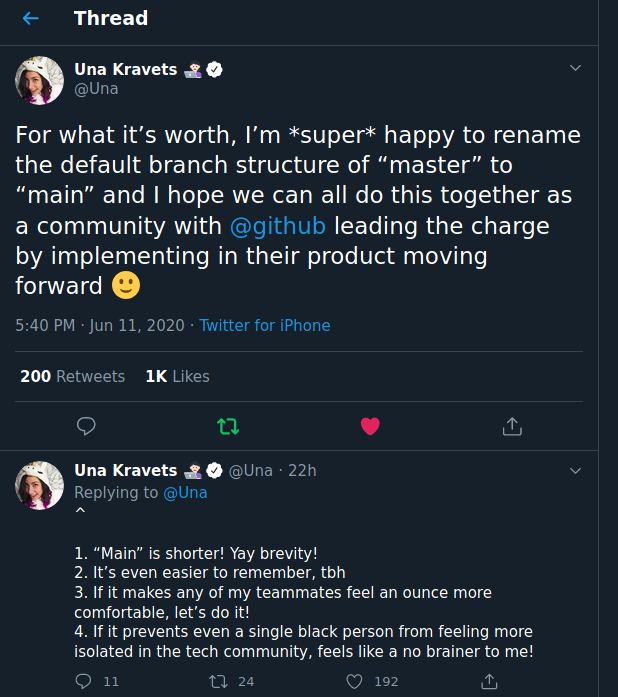 Thread
Una Kravets
@Una
For what it’s worth, I’m *super* happy to rename
the default branch structure of “master” to
“main” and I hope we can all do this together as
a community with @github leading the charge
by implementing in their product moving
forward
5:40 PM · Jun 11, 2020 · Twitter for iPhone
200 Retweets 1K Likes
Una Kravets @Una · 22h
Replying to @Una
^
1. “Main” is shorter! Yay brevity!
2. It’s even easier to remember, tbh
3. If it makes any of my teammates feel an ounce more
comfortable, let’s do it!
4. If it prevents even a single black person from feeling more
isolated in the tech community, feels like a no brainer to me!
11 24 192